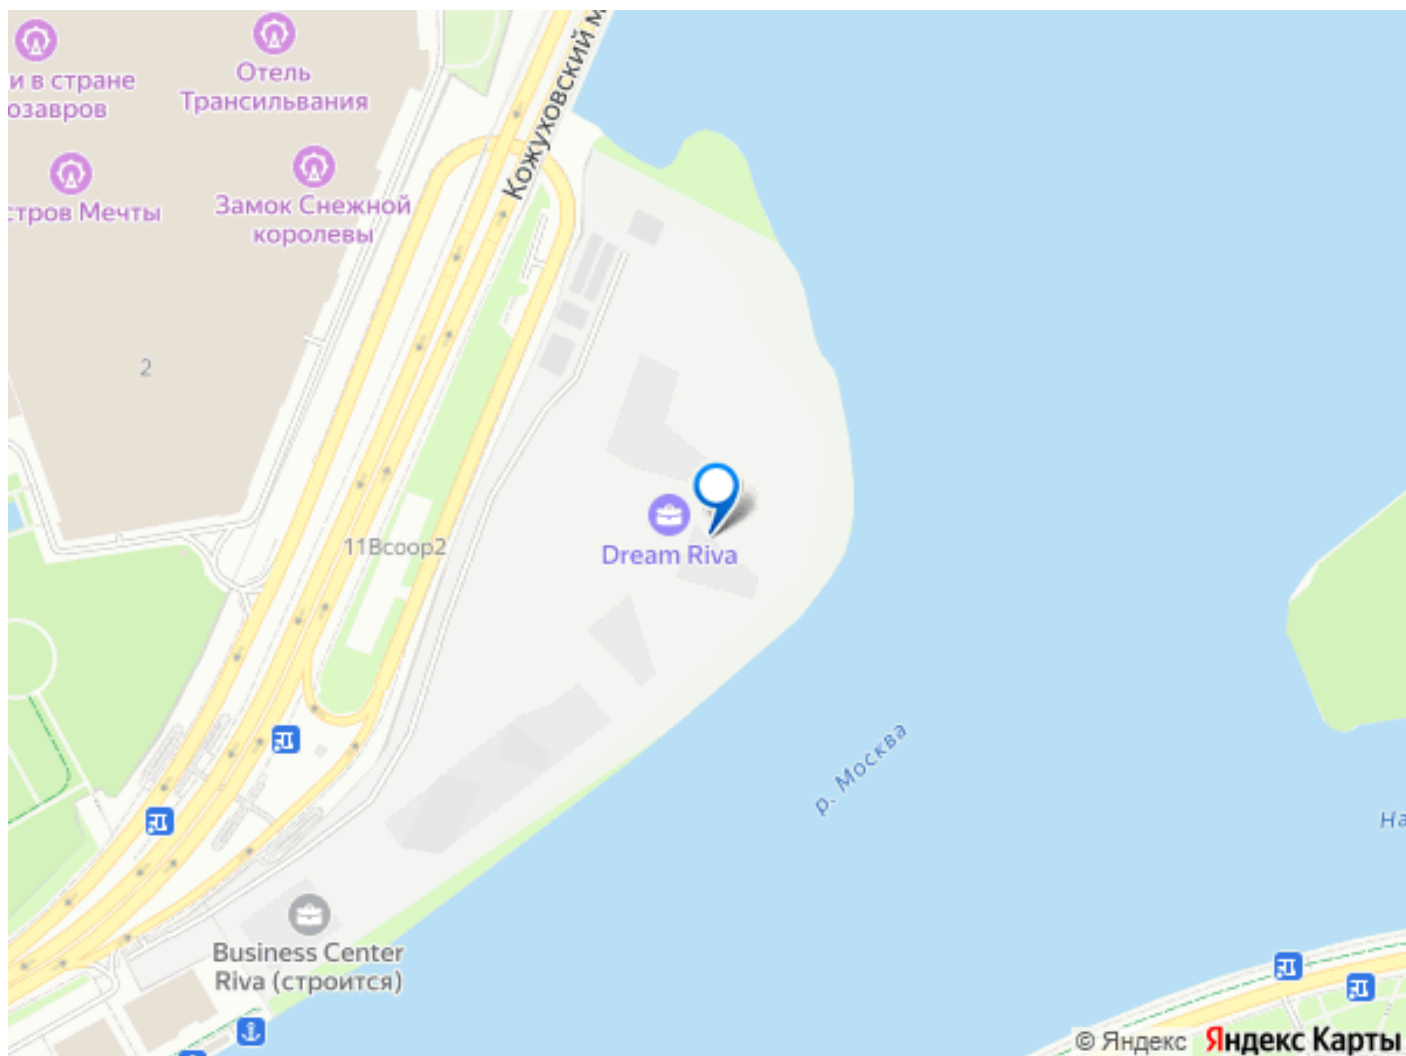 и в стране
озавров
Отель
Трансильвания
Кожуховский м
стров Мечты
Замок Снежной
королевы
2
11Всоор2
Dream Riva
р. Москва
На
Business Center
Riva (строится)
© Яндекс Яндекс Карты